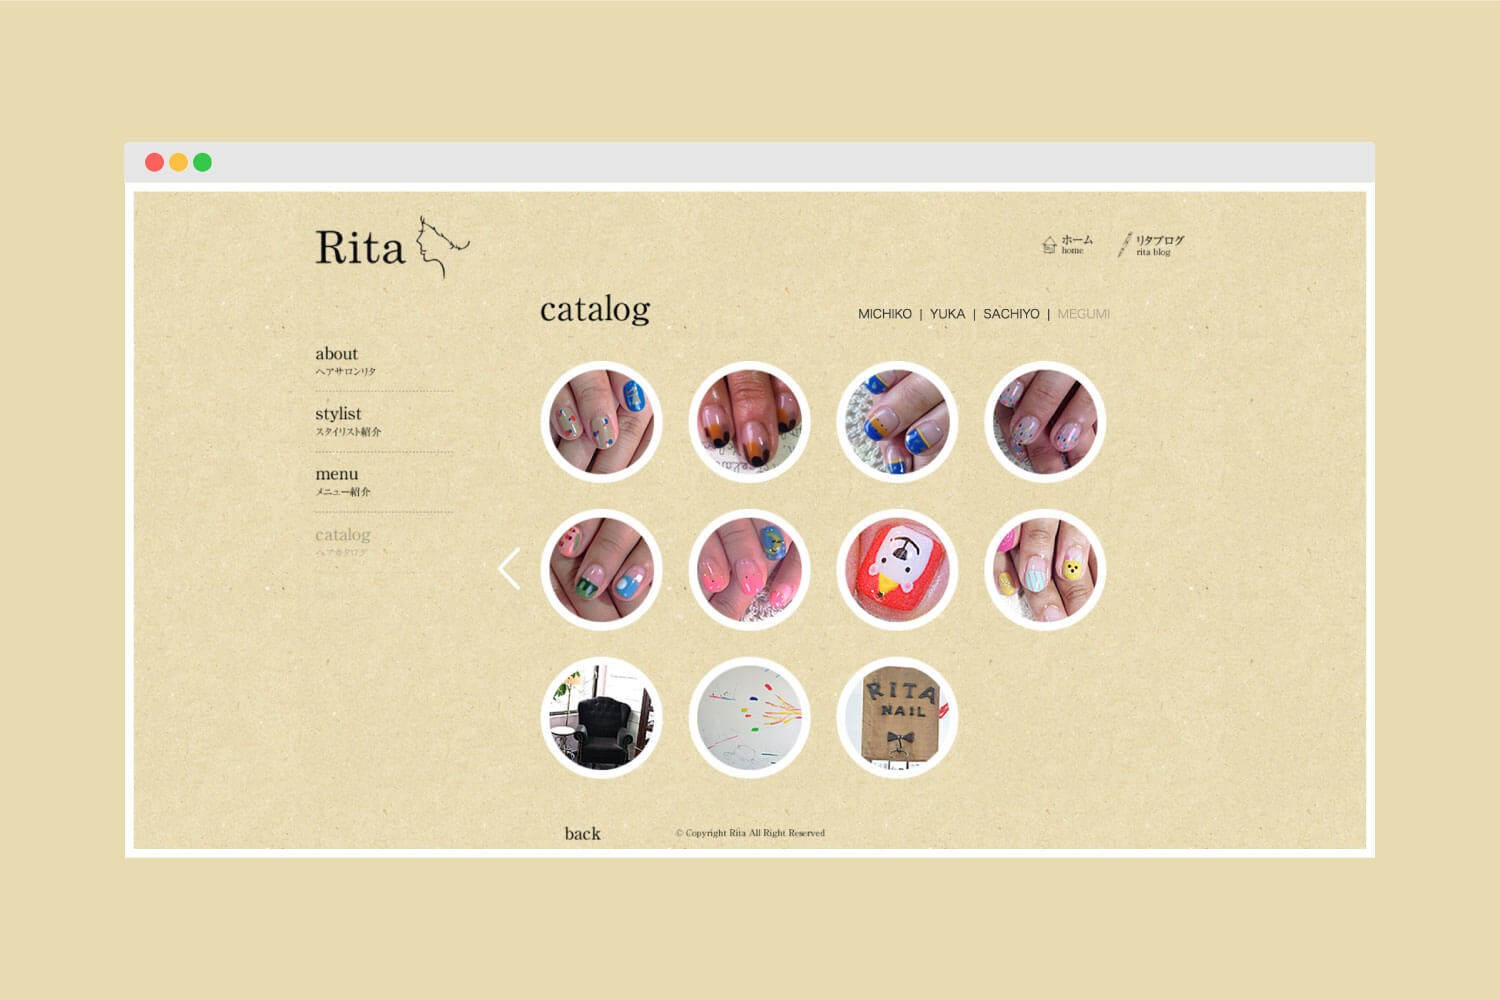 Rita
ホーム
home
リタブログ
rita blog
catalog
MICHIKO | YUKA | SACHIYO | MEGUMI
about
ヘアサロンリタ
stylist
スタイリスト紹介
menu
メニュー紹介
catalog
ヘアカタログ
RITA
NAIL
back
© Copyright Rita All Right Reserved